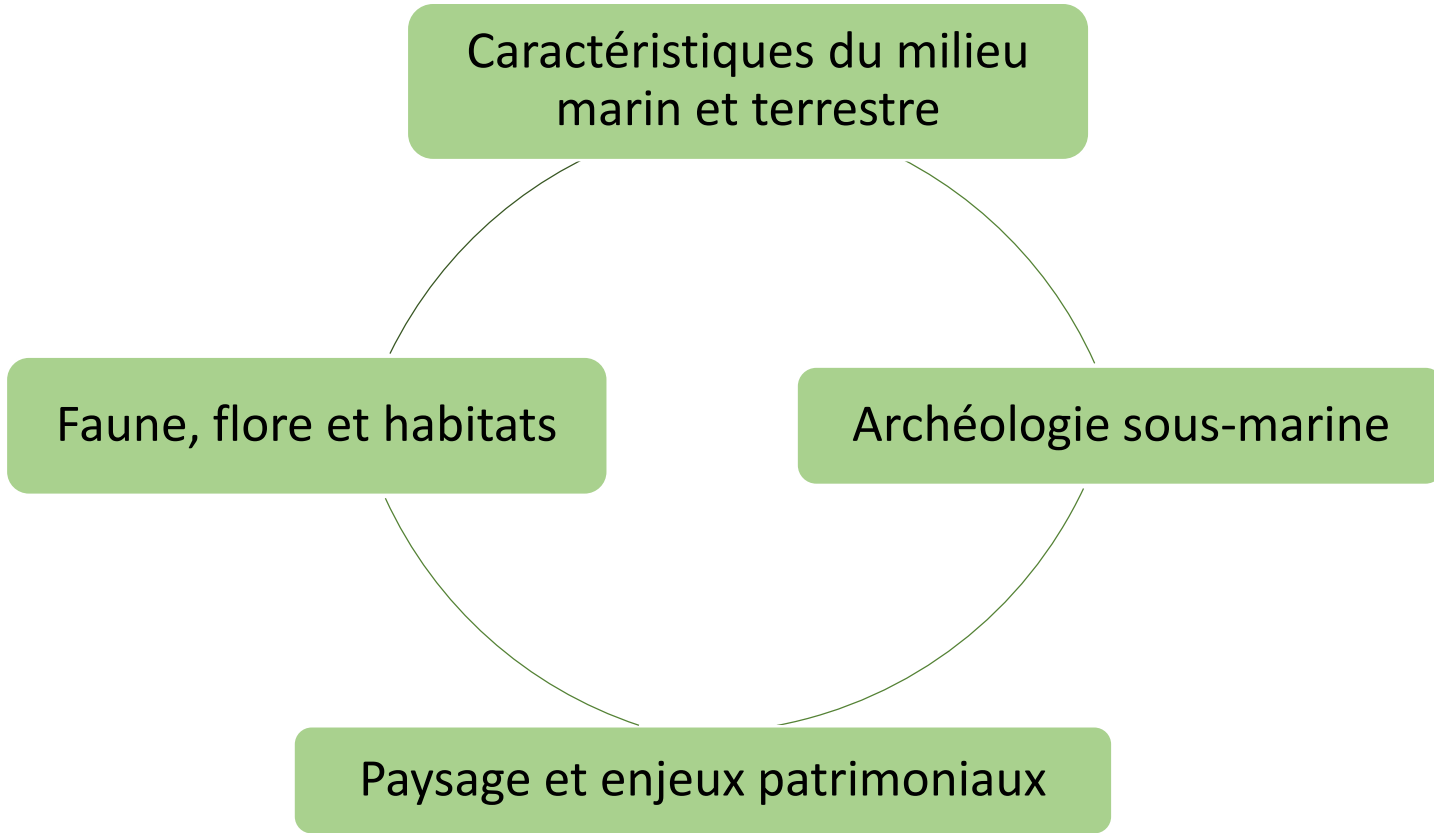 Caractéristiques du milieu
marin et terrestre
Faune, flore et habitats
Archéologie sous-marine
Paysage et enjeux patrimoniaux